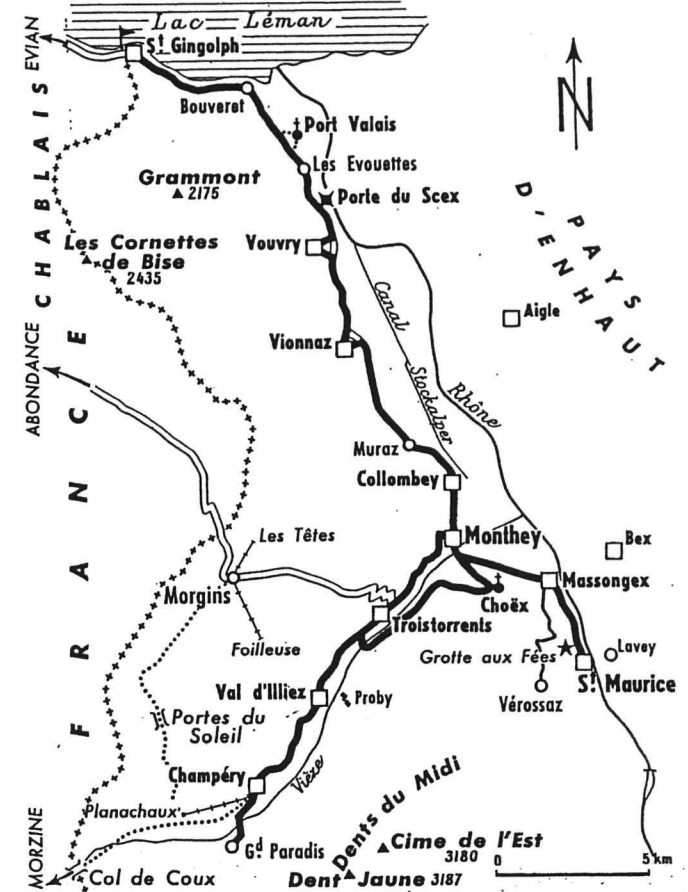 Lac Léman
EVIAN
St Gingolph
CHABLAIS
Bouveret
Port Valais
N
Les Evouettes
Grammont
2175
Porte du Scex
PAYS
D'ENHAUT
Les Cornettes
de Bise
2435
Vouvry
Canal
Stockalper
Aigle
ABONDANCE
Vionnaz
Rhône
FRANCE
Muraz
Collombey
Les Têtes
Monthey
Bex
Morgins
Massongex
Choëx
Troistorrents
Foilleuse
Grotte aux Fées
Lavey
St Maurice
Val d'Illiez
Proby
Vérossaz
Portes du
Soleil
Champéry
Vièze
Planachaux
Dents du Midi
MORZINE
Gd Paradis
Cime de l'Est
3180
0 5 km
Col de Coux
Dent Jaune 3187